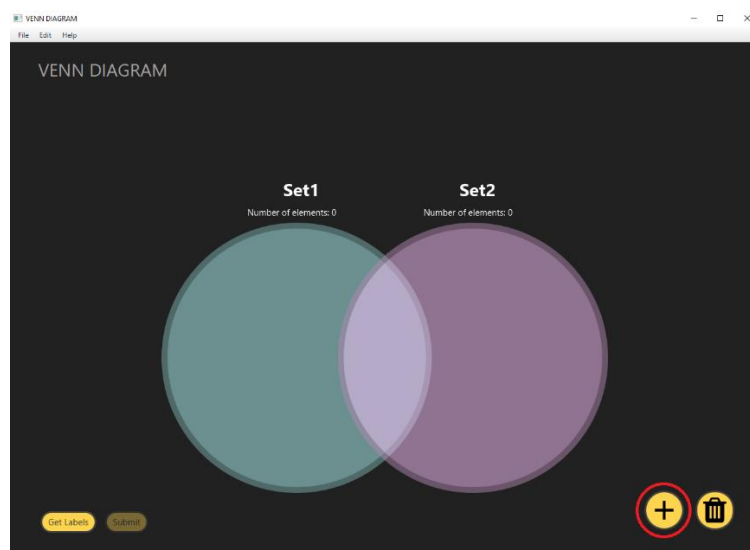 VENN DIAGRAM
File Edit Help
VENN DIAGRAM
Set1 Set2
Number of elements: 0 Number of elements: 0
Get Labels Submit